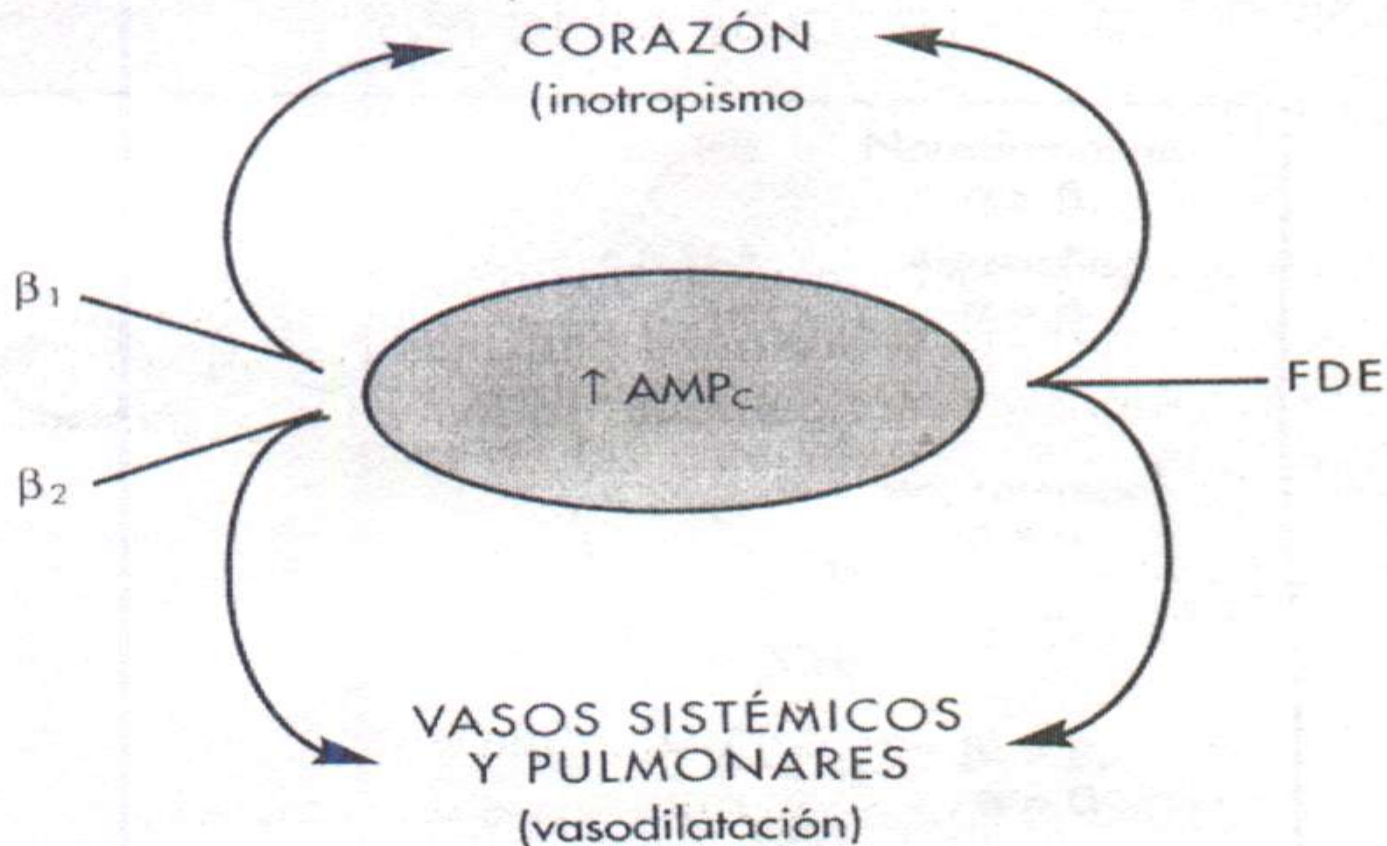 CORAZÓN
(inotropismo
β₁
↑ AMPc
FDE
β₂
VASOS SISTÉMICOS
Y PULMONARES
(vasodilatación)